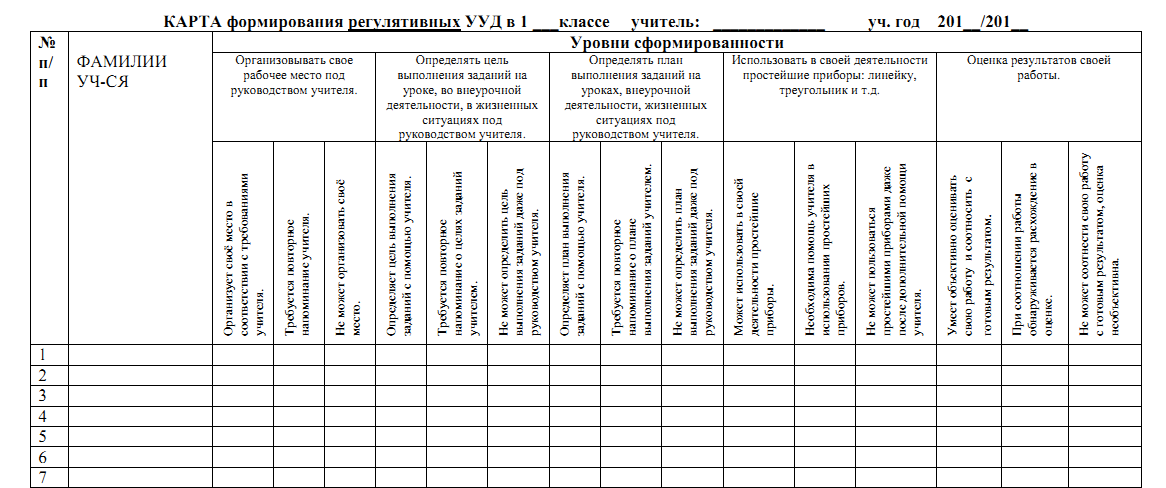 КАРТА формирования регулятивных УУД в 1 ___классе учитель: _____________ уч. год 201__/201__
№
п/
п
ФАМИЛИИ
УЧ-СЯ
Уровни сформированности
Организовывать свое
рабочее место под
руководством учителя.
Определять цель
выполнения заданий на
уроке, во внеурочной
деятельности, в жизненных
ситуациях под
руководством учителя.
Определять план
выполнения заданий на
уроках, внеурочной
деятельности, жизненных
ситуациях под
руководством учителя.
Использовать в своей деятельности
простейшие приборы: линейку,
треугольник и т.д.
Оценка результатов своей
работы.
Организует своё место в
соответствии с требованиями
учителя.
Требуется повторное
напоминание учителя.
Не может организовать своё
место.
Определяет цель выполнения
заданий с помощью учителя.
Требуется повторное
напоминание о целях заданий
учителем.
Не может определить цель
выполнения заданий даже под
руководством учителя.
Определяет план выполнения
заданий с помощью учителя.
Требуется повторное
напоминание о плане
выполнения заданий учителем.
Не может определить план
выполнения заданий даже под
руководством учителя.
Может использовать в своей
деятельности простейшие
приборы.
Необходима помощь учителя в
использовании простейших
приборов.
Не может пользоваться
простейшими приборами даже
после дополнительной помощи
учителя.
Умеет объективно оценивать
свою работу и соотносить с
готовым результатом.
При соотношении работы
обнаруживается расхождение в
оценке.
Не может соотнести свою работу
с готовым результатом, оценка
необъективна.
1
2
3
4
5
6
7